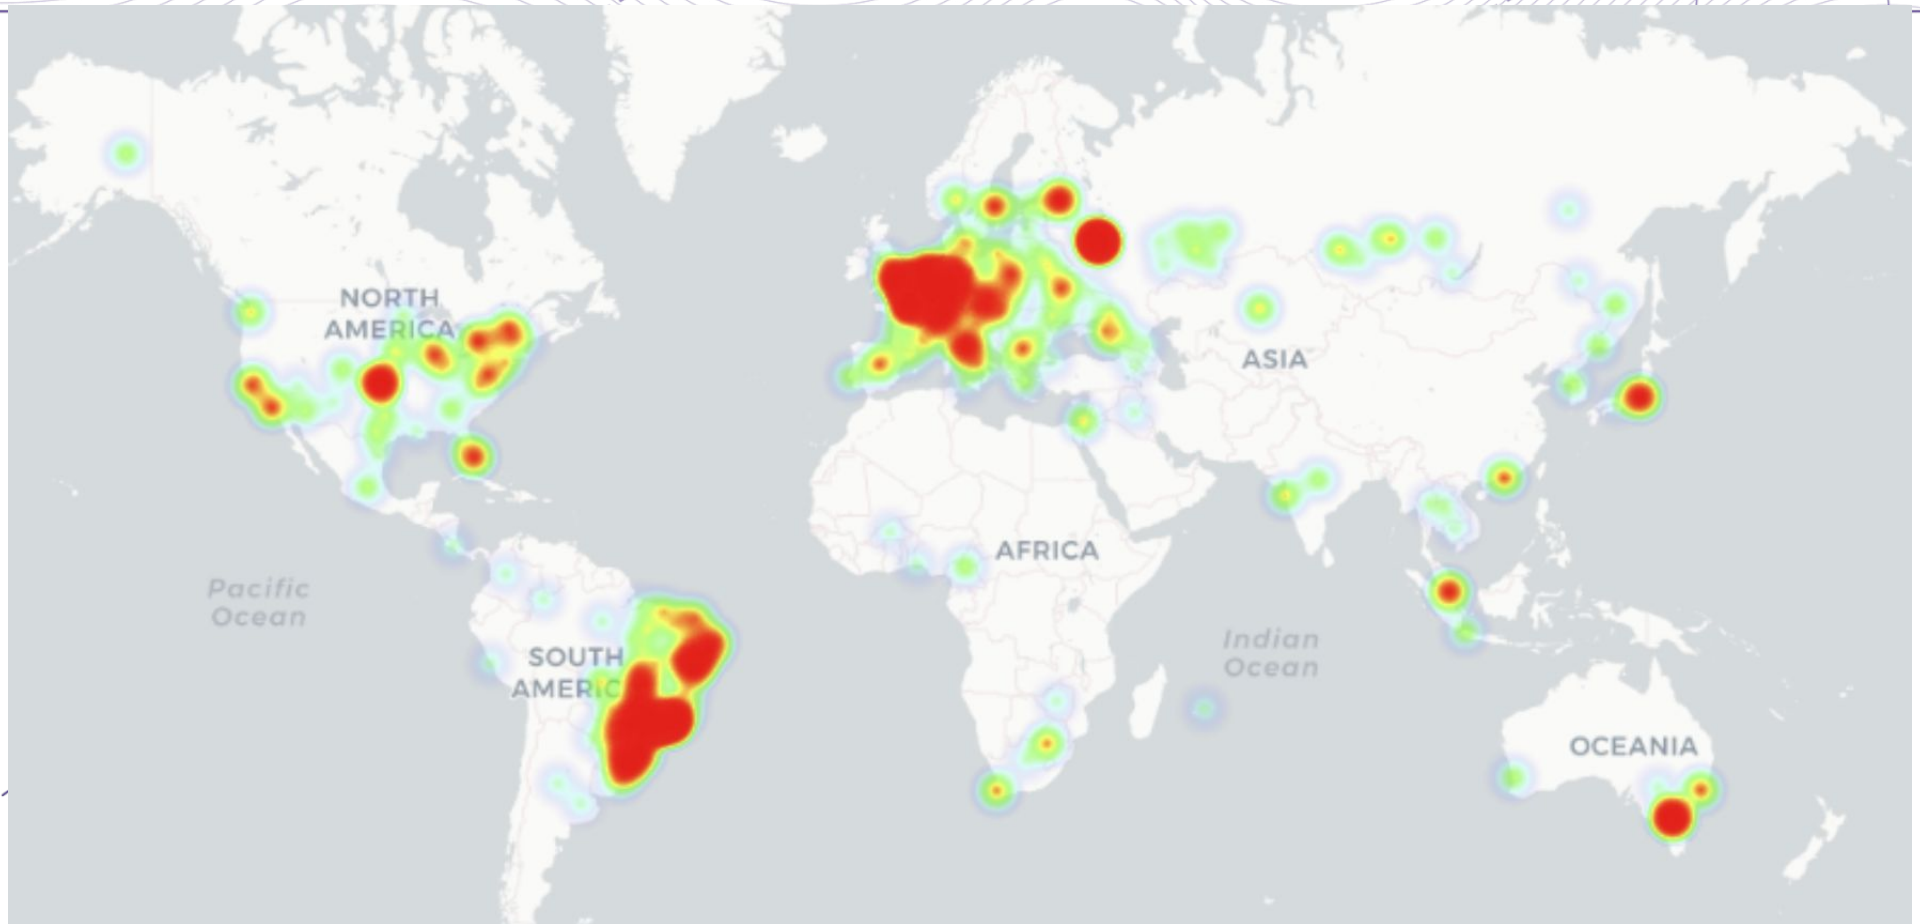 NORTH
AMERICA
ASIA
AFRICA
Pacific
Ocean
Indian
Ocean
SOUTH
AMERIC
OCEANIA